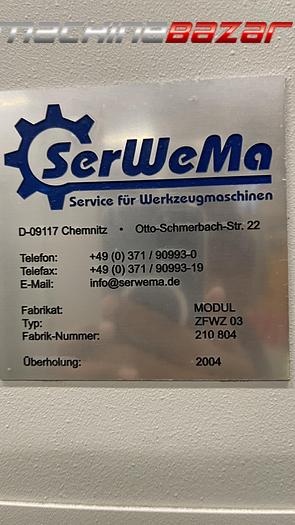 machinebazar
SerWeMa
Service für Werkzeugmaschinen
D-09117 Chemnitz • Otto-Schmerbach-Str. 22
Telefon: +49 (0) 371 / 90993-0
Telefax: +49 (0) 371 / 90993-19
E-Mail: info@serwema.de
Fabrikat: MODUL
Typ: ZFWZ 03
Fabrik-Nummer: 210 804
Überholung: 2004